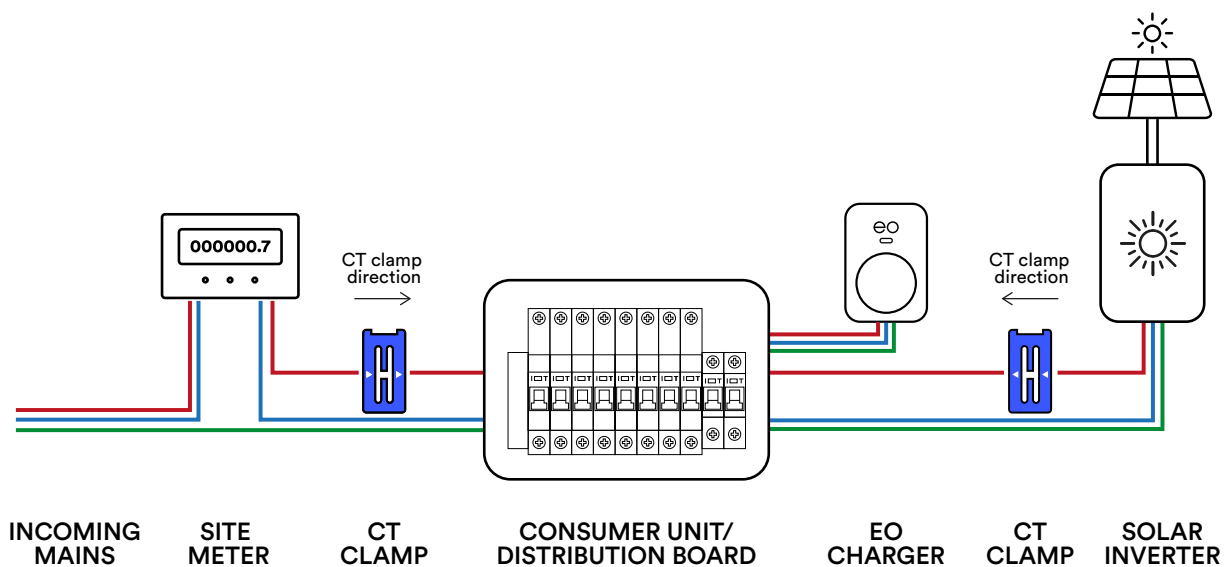 000000.7
CT clamp
direction
eo
CT clamp
direction
INCOMING
MAINS
SITE
METER
CT
CLAMP
CONSUMER UNIT/
DISTRIBUTION BOARD
EO
CHARGER
CT
CLAMP
SOLAR
INVERTER